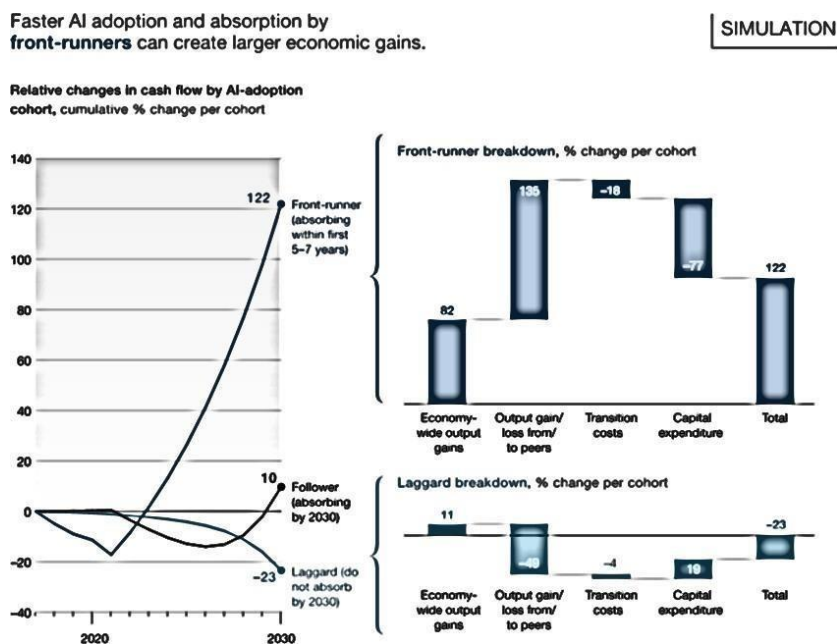 Faster AI adoption and absorption by
front-runners can create larger economic gains.
SIMULATION
Relative changes in cash flow by AI-adoption
cohort, cumulative % change per cohort
140
120
100
80
60
40
20
0
–20
–40
2020
2030
122
Front-runner
(absorbing
within first
5–7 years)
10
Follower
(absorbing
by 2030)
–23
Laggard (do
not absorb
by 2030)
Front-runner breakdown, % change per cohort
82
135
–18
–77
122
Economy-
wide output
gains
Output gain/
loss from/
to peers
Transition
costs
Capital
expenditure
Total
Laggard breakdown, % change per cohort
11
–49
–4
19
–23
Economy-
wide output
gains
Output gain/
loss from/
to peers
Transition
costs
Capital
expenditure
Total